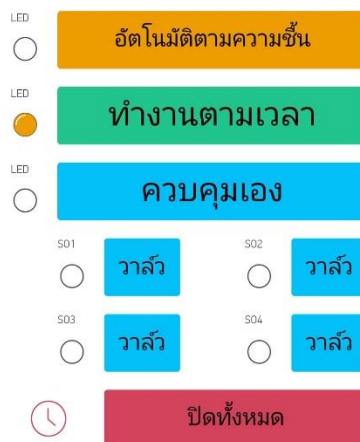 LED
อัตโนมัติตามความชื้น
LED
ทำงานตามเวลา
LED
ควบคุมเอง
S01 S02
วาล์ว วาล์ว
S03 S04
วาล์ว วาล์ว
ปิดทั้งหมด